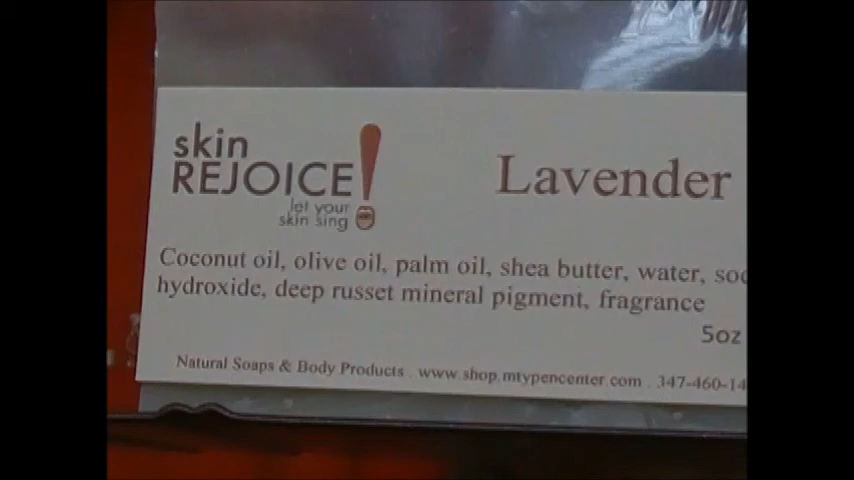 skin
REJOICE!
let your
skin sing
Lavender
Coconut oil, olive oil, palm oil, shea butter, water,
hydroxide, deep russet mineral pigment, fragrance
5oz
Natural Soaps & Body Products . www.shop.mtypencenter.com . 347-460-14